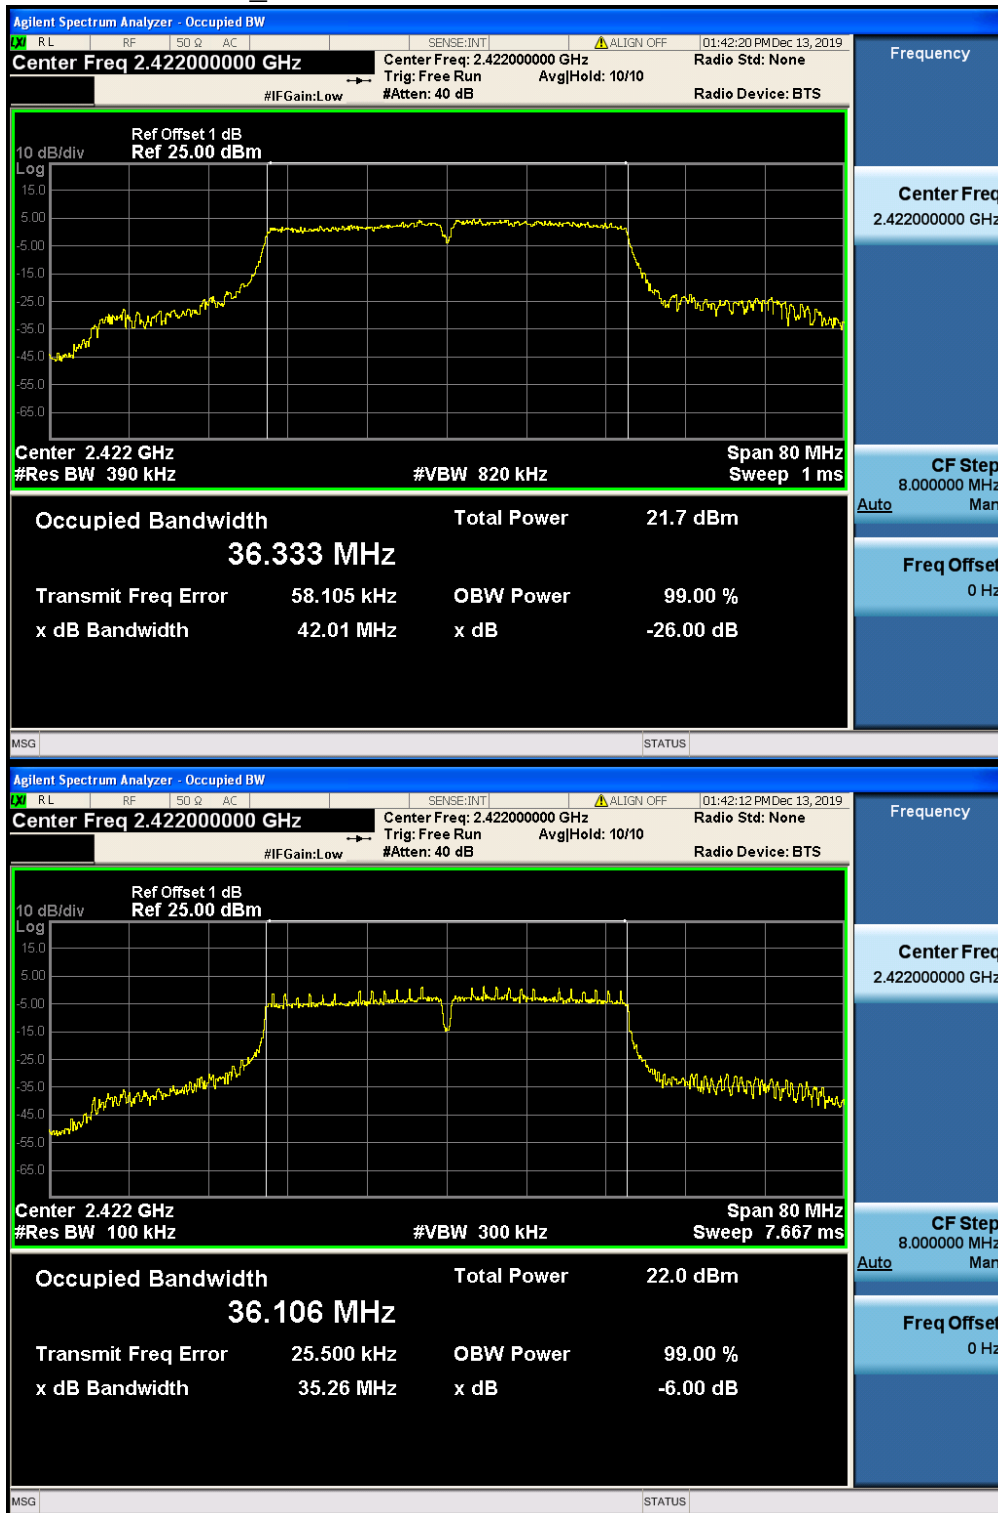 Agilent Spectrum Analyzer - Occupied BW
LXI RL RF 50 Ω AC SENSE:INT ALIGN OFF 01:42:20 PM Dec 13, 2019
Center Freq 2.422000000 GHz Center Freq: 2.422000000 GHz Radio Std: None Frequency
Trig: Free Run Avg|Hold: 10/10
#IFGain:Low #Atten: 40 dB Radio Device: BTS
Ref Offset 1 dB
10 dB/div Ref 25.00 dBm
Log
15.0
5.00
-5.00
-15.0
-25.0
-35.0
-45.0
-55.0
-65.0
Center 2.422 GHz Span 80 MHz
#Res BW 390 kHz #VBW 820 kHz Sweep 1 ms
Center Freq
2.422000000 GHz
CF Step
8.000000 MHz
Auto Man
Freq Offset
0 Hz
Occupied Bandwidth Total Power 21.7 dBm
36.333 MHz
Transmit Freq Error 58.105 kHz OBW Power 99.00 %
x dB Bandwidth 42.01 MHz x dB -26.00 dB
MSG STATUS
Agilent Spectrum Analyzer - Occupied BW
LXI RL RF 50 Ω AC SENSE:INT ALIGN OFF 01:42:12 PM Dec 13, 2019
Center Freq 2.422000000 GHz Center Freq: 2.422000000 GHz Radio Std: None Frequency
Trig: Free Run Avg|Hold: 10/10
#IFGain:Low #Atten: 40 dB Radio Device: BTS
Ref Offset 1 dB
10 dB/div Ref 25.00 dBm
Log
15.0
5.00
-5.00
-15.0
-25.0
-35.0
-45.0
-55.0
-65.0
Center 2.422 GHz Span 80 MHz
#Res BW 100 kHz #VBW 300 kHz Sweep 7.667 ms
Center Freq
2.422000000 GHz
CF Step
8.000000 MHz
Auto Man
Freq Offset
0 Hz
Occupied Bandwidth Total Power 22.0 dBm
36.106 MHz
Transmit Freq Error 25.500 kHz OBW Power 99.00 %
x dB Bandwidth 35.26 MHz x dB -6.00 dB
MSG STATUS